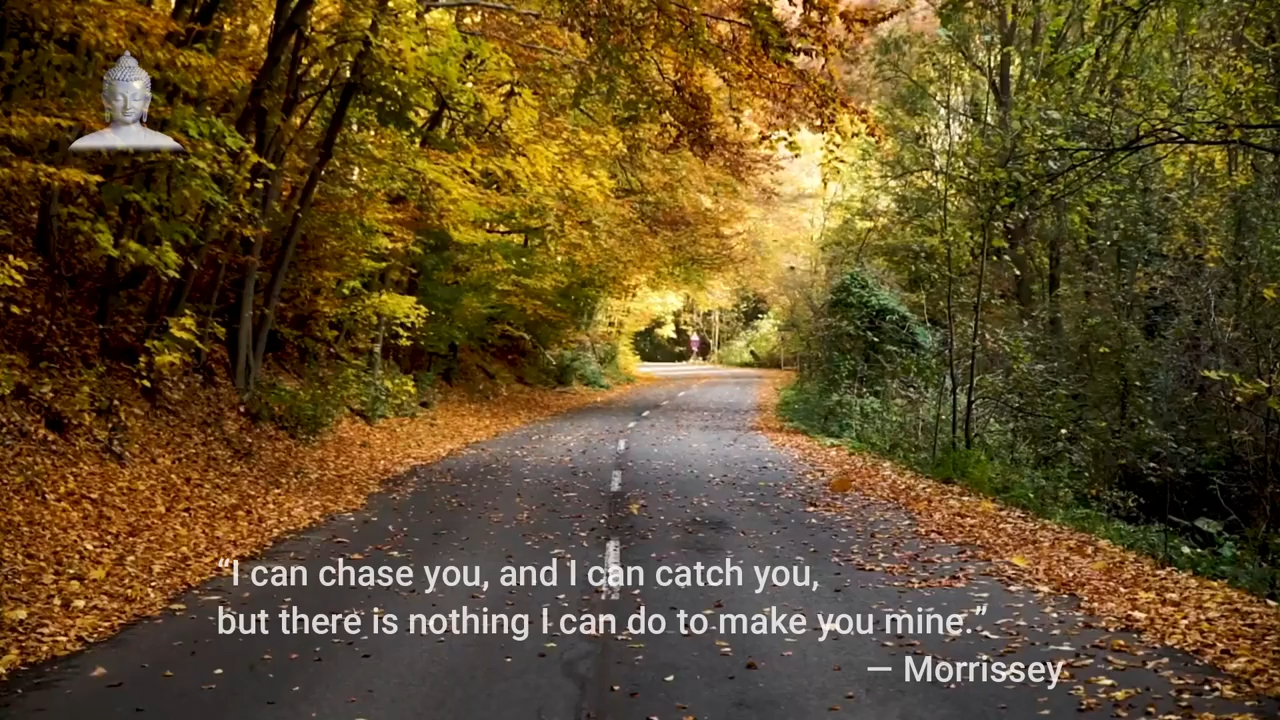 “I can chase you, and I can catch you,
but there is nothing I can do to make you mine.”
— Morrissey